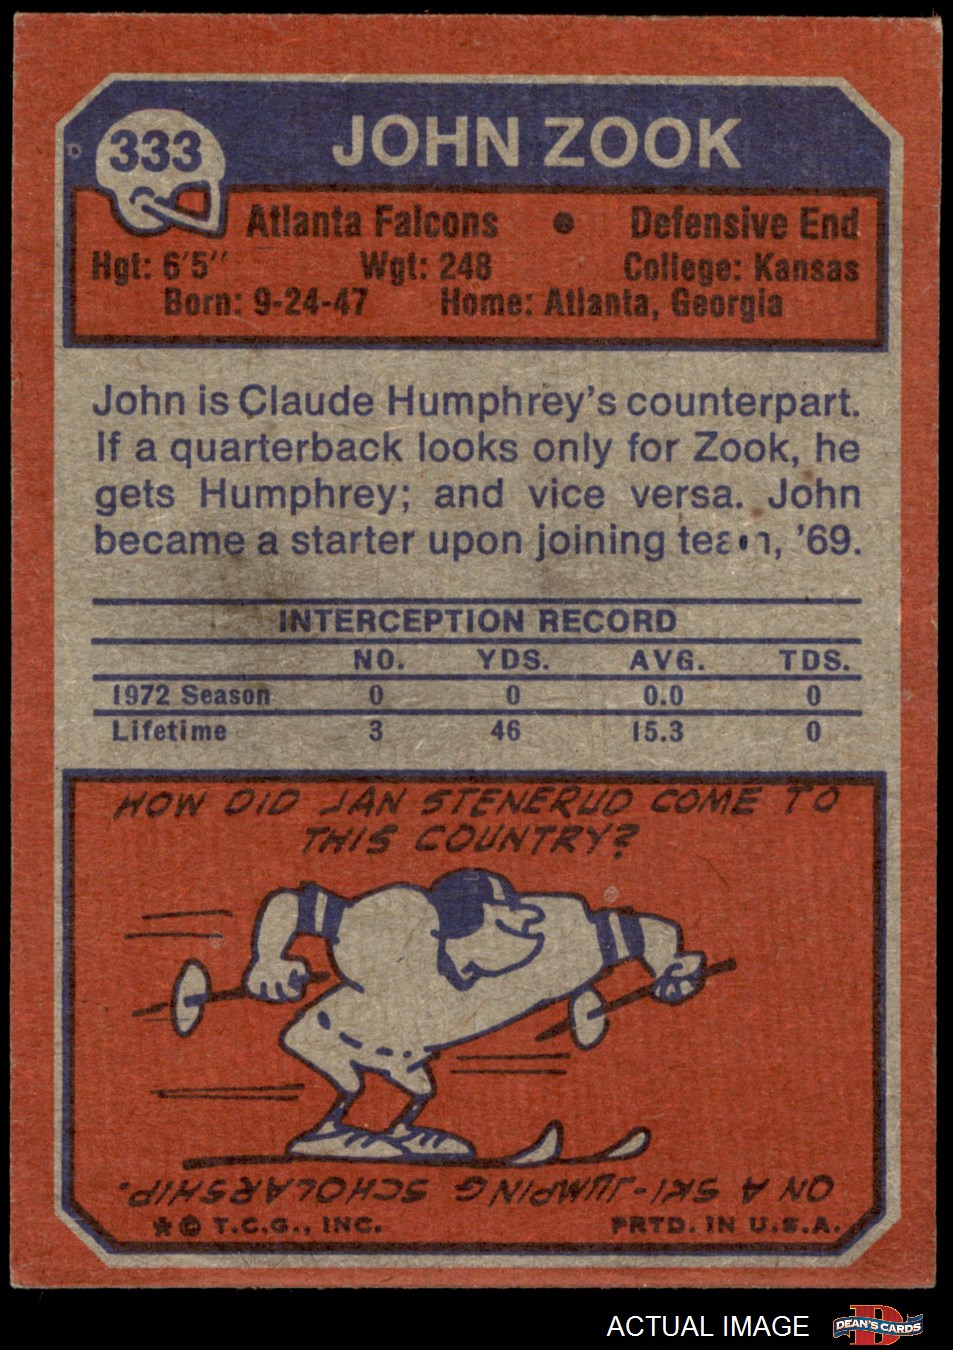 333
JOHN ZOOK
Atlanta Falcons • Defensive End
Hgt: 6'5" Wgt: 248 College: Kansas
Born: 9-24-47 Home: Atlanta, Georgia
John is Claude Humphrey's counterpart.
If a quarterback looks only for Zook, he
gets Humphrey; and vice versa. John
became a starter upon joining team, '69.
INTERCEPTION RECORD
NO. YDS. AVG. TDS.
1972 Season 0 0 0.0 0
Lifetime 3 46 15.3 0
HOW DID JAN STENERUD COME TO
THIS COUNTRY?
ON A SKI-JUMPING SCHOLARSHIP.
* © T.C.G., INC. PRTD. IN U.S.A.
ACTUAL IMAGE
D
DEAN'S CARDS